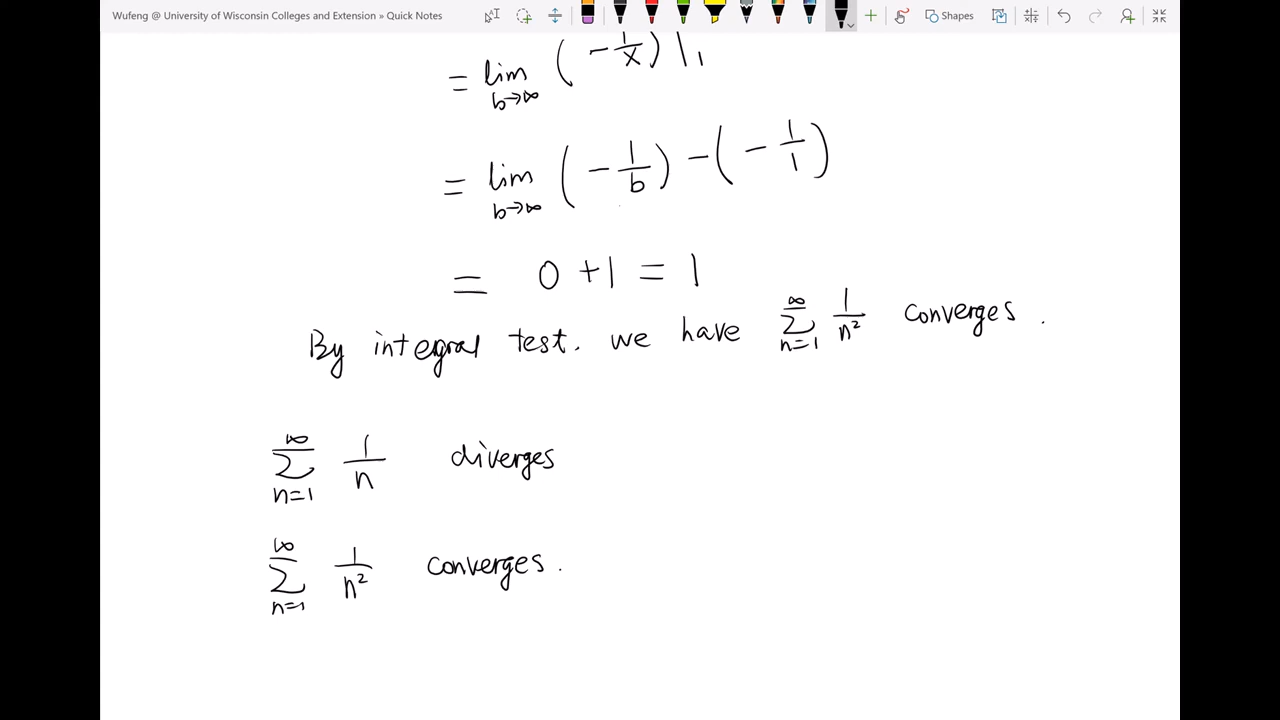 Wufeng @ University of Wisconsin Colleges and Extension » Quick Notes
Shapes
= lim b→∞ (-1/x) |₁
= lim b→∞ (-1/b) - (-1/1)
= 0 + 1 = 1
By integral test. we have ∑ n=1 ∞ 1/n² converges .
∑ n=1 ∞ 1/n diverges
∑ n=1 ∞ 1/n² converges .